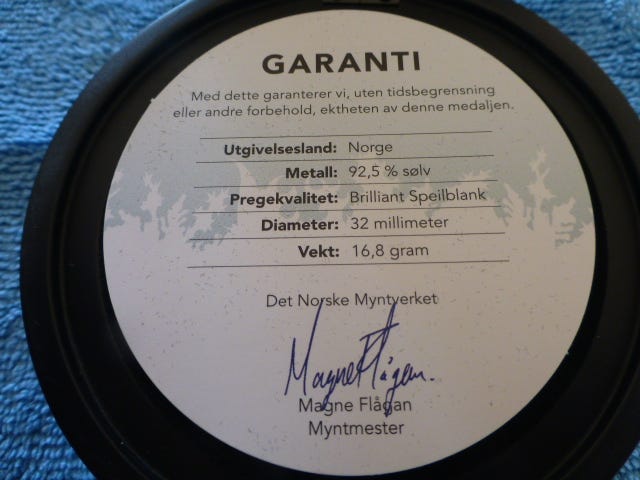 GARANTI
Med dette garanterer vi, uten tidsbegrensning
eller andre forbehold, ektheten av denne medaljen.
Utgivelsesland: Norge
Metall: 92,5 % sølv
Pregekvalitet: Brilliant Speilblank
Diameter: 32 millimeter
Vekt: 16,8 gram
Det Norske Myntverket
Magne Flågan.
Magne Flågan
Myntmester